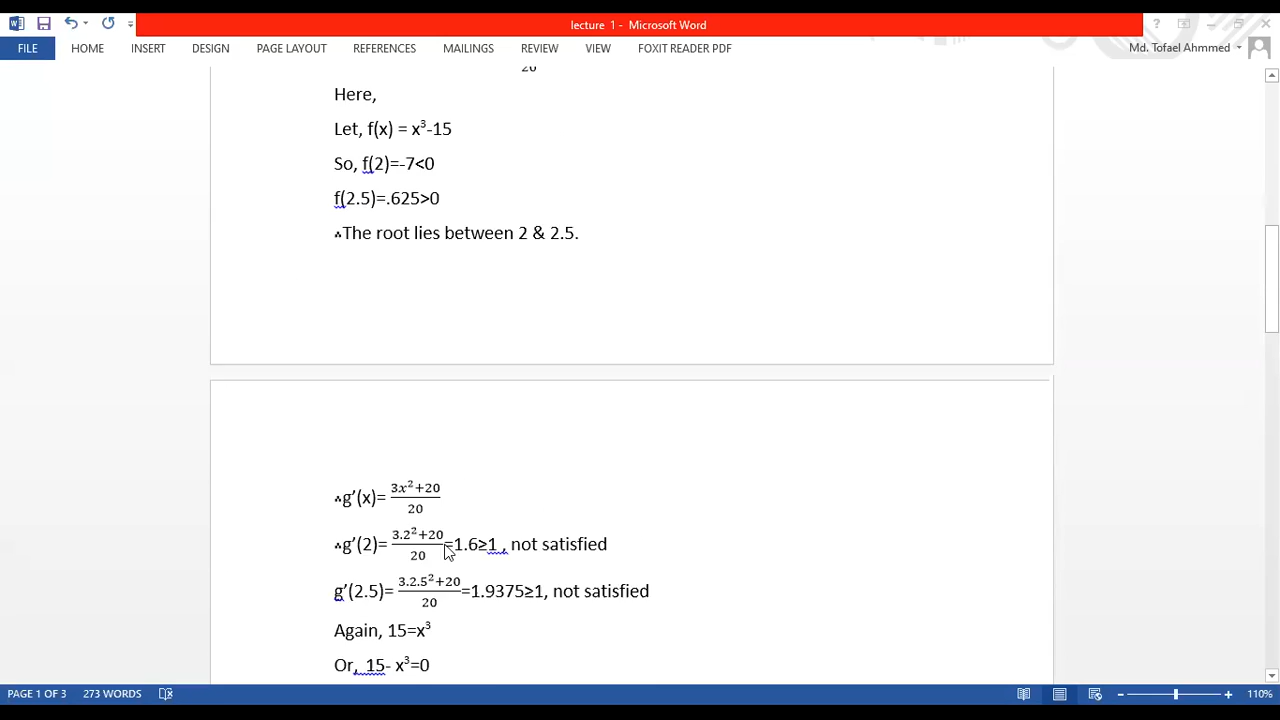 lecture 1 - Microsoft Word
FILE HOME INSERT DESIGN PAGE LAYOUT REFERENCES MAILINGS REVIEW VIEW FOXIT READER PDF Md. Tofael Ahmmed
20
Here,
Let, f(x) = x³-15
So, f(2)=-7<0
f(2.5)=.625>0
∴The root lies between 2 & 2.5.
∴g’(x)= \frac{3x²+20}{20}
∴g’(2)= \frac{3.2²+20}{20}=1.6≥1 , not satisfied
g’(2.5)= \frac{3.2.5²+20}{20}=1.9375≥1, not satisfied
Again, 15=x³
Or, 15- x³=0
PAGE 1 OF 3 273 WORDS 110%